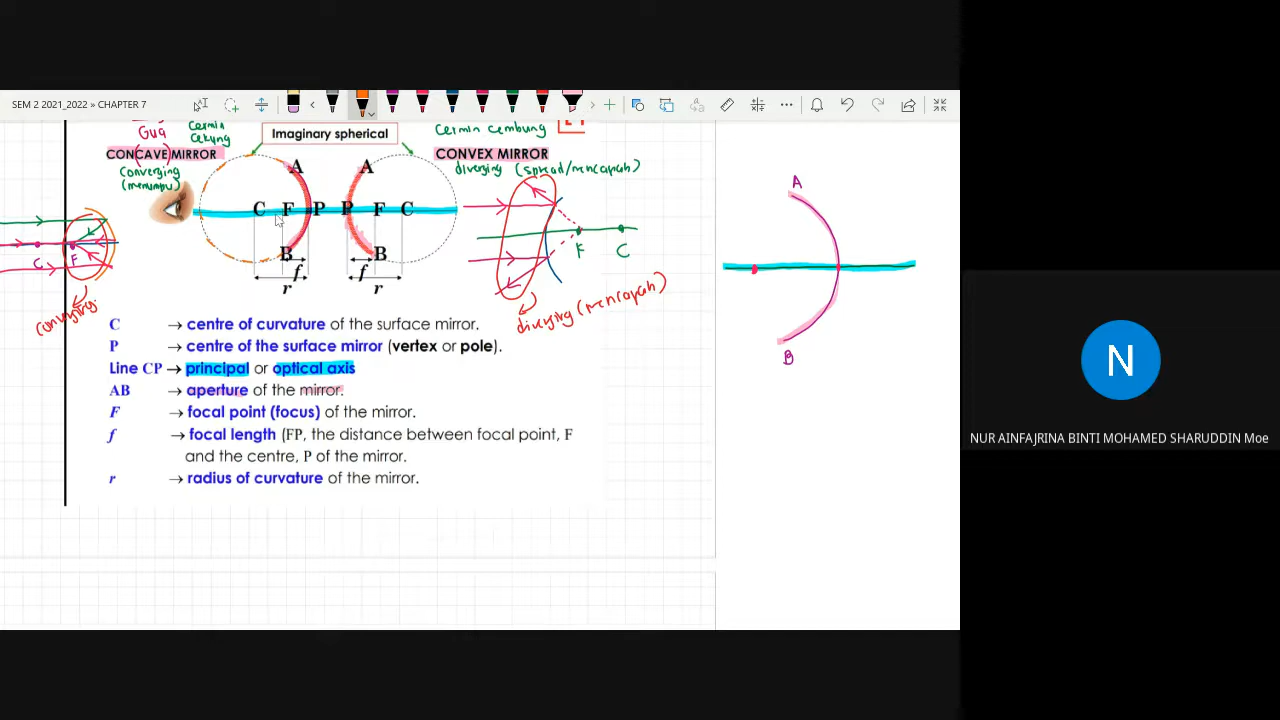 SEM 2 2021_2022 » CHAPTER 7
Gua
Cermin
Cekung
Imaginary spherical
Cermin Cembung
CONCAVE MIRROR
CONVEX MIRROR
converging
(menumpu)
diverging (spread/mencapah)
A
A
A
C F P
P F C
C F
F C
B
B
B
f
f
r
r
converging
diverging (mencapah)
C → centre of curvature of the surface mirror.
P → centre of the surface mirror (vertex or pole).
Line CP → principal or optical axis
AB → aperture of the mirror.
F → focal point (focus) of the mirror.
f → focal length (FP, the distance between focal point, F
and the centre, P of the mirror.
r → radius of curvature of the mirror.
N
NUR AINFAJRINA BINTI MOHAMED SHARUDDIN Moe